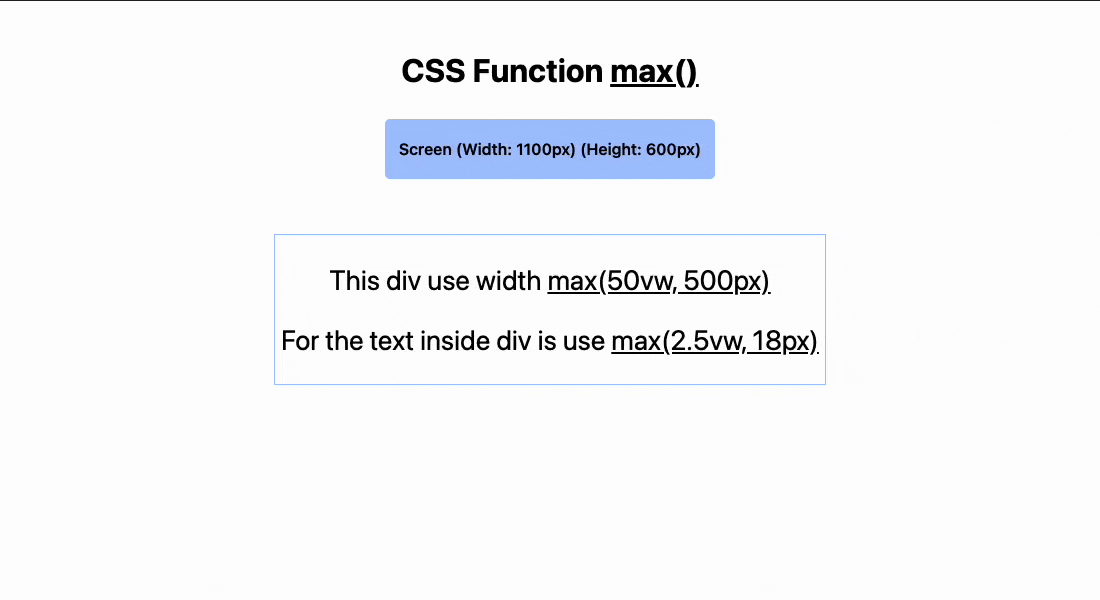 CSS Function max()
Screen (Width: 1100px) (Height: 600px)
This div use width max(50vw, 500px)
For the text inside div is use max(2.5vw, 18px)